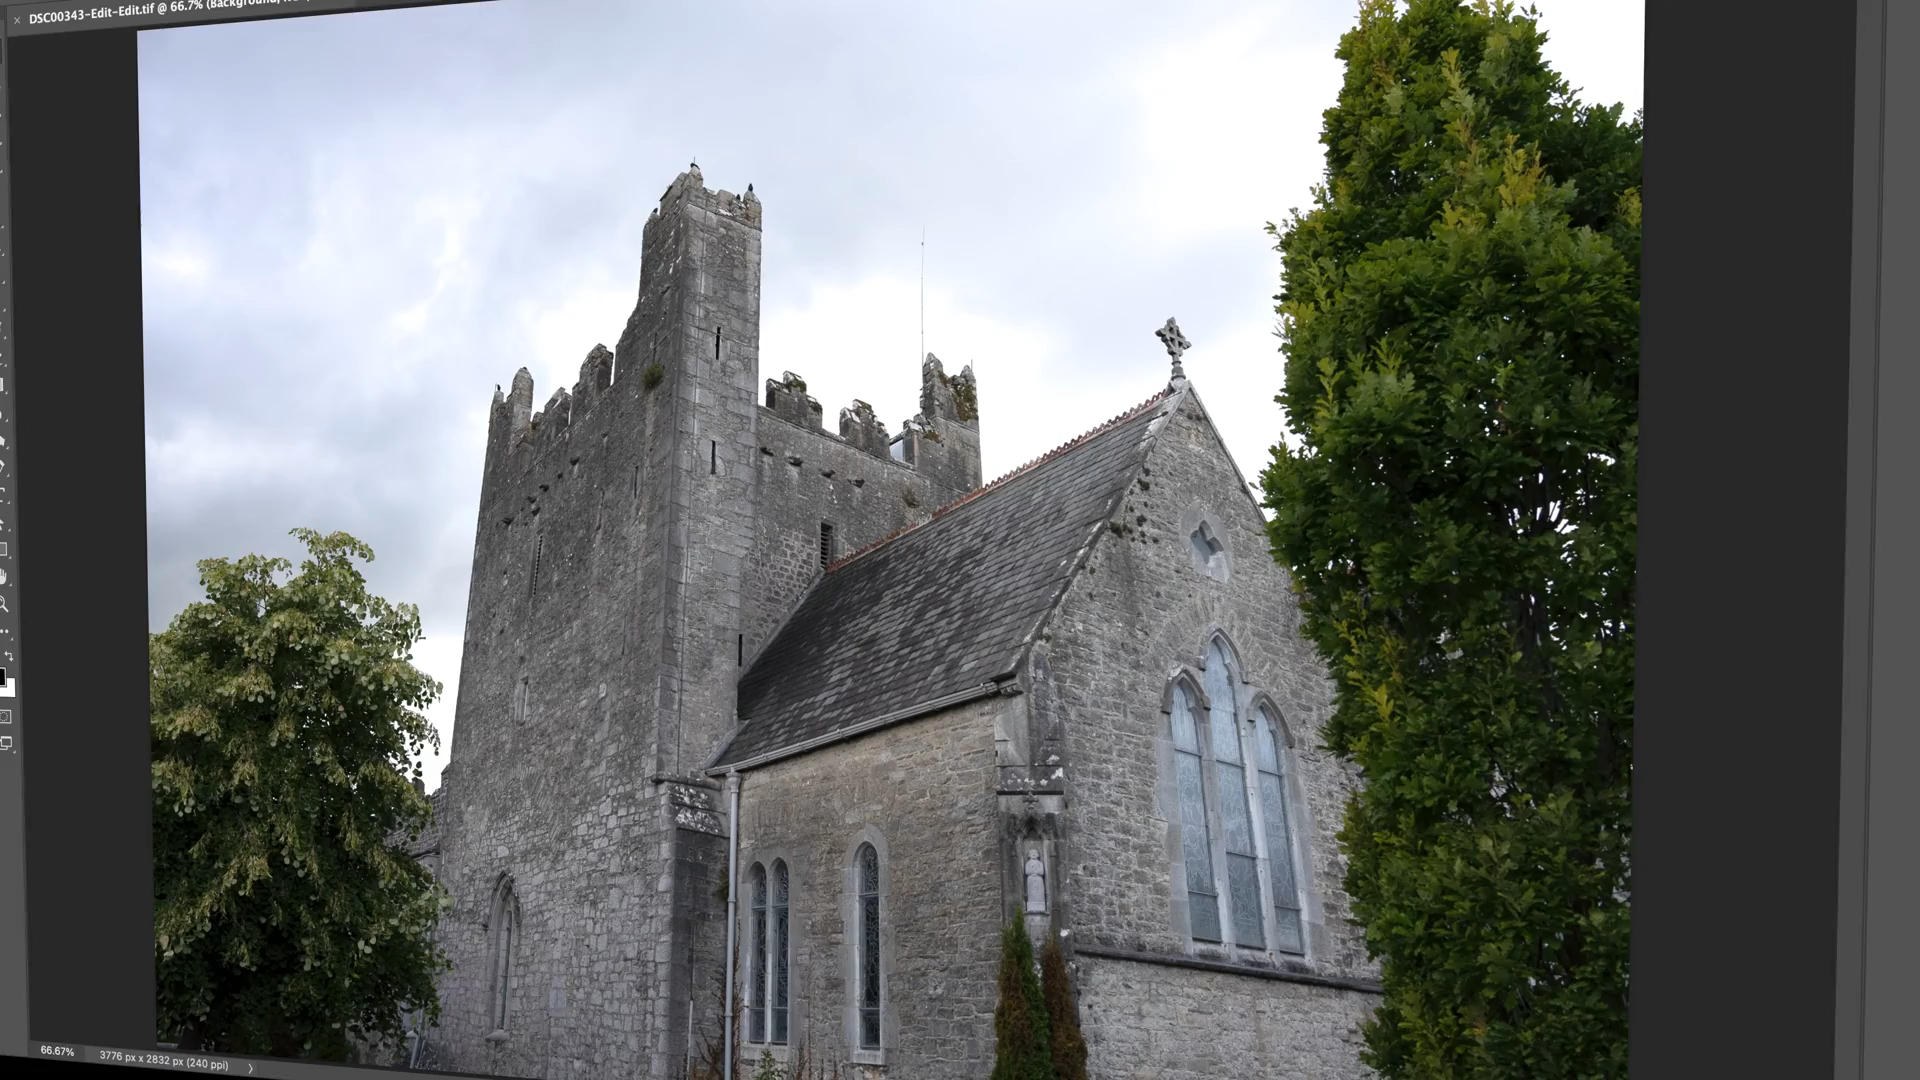 × DSC00343-Edit-Edit.tif @ 66.7% (Background,
66.67% 3776 px x 2832 px (240 ppi) >